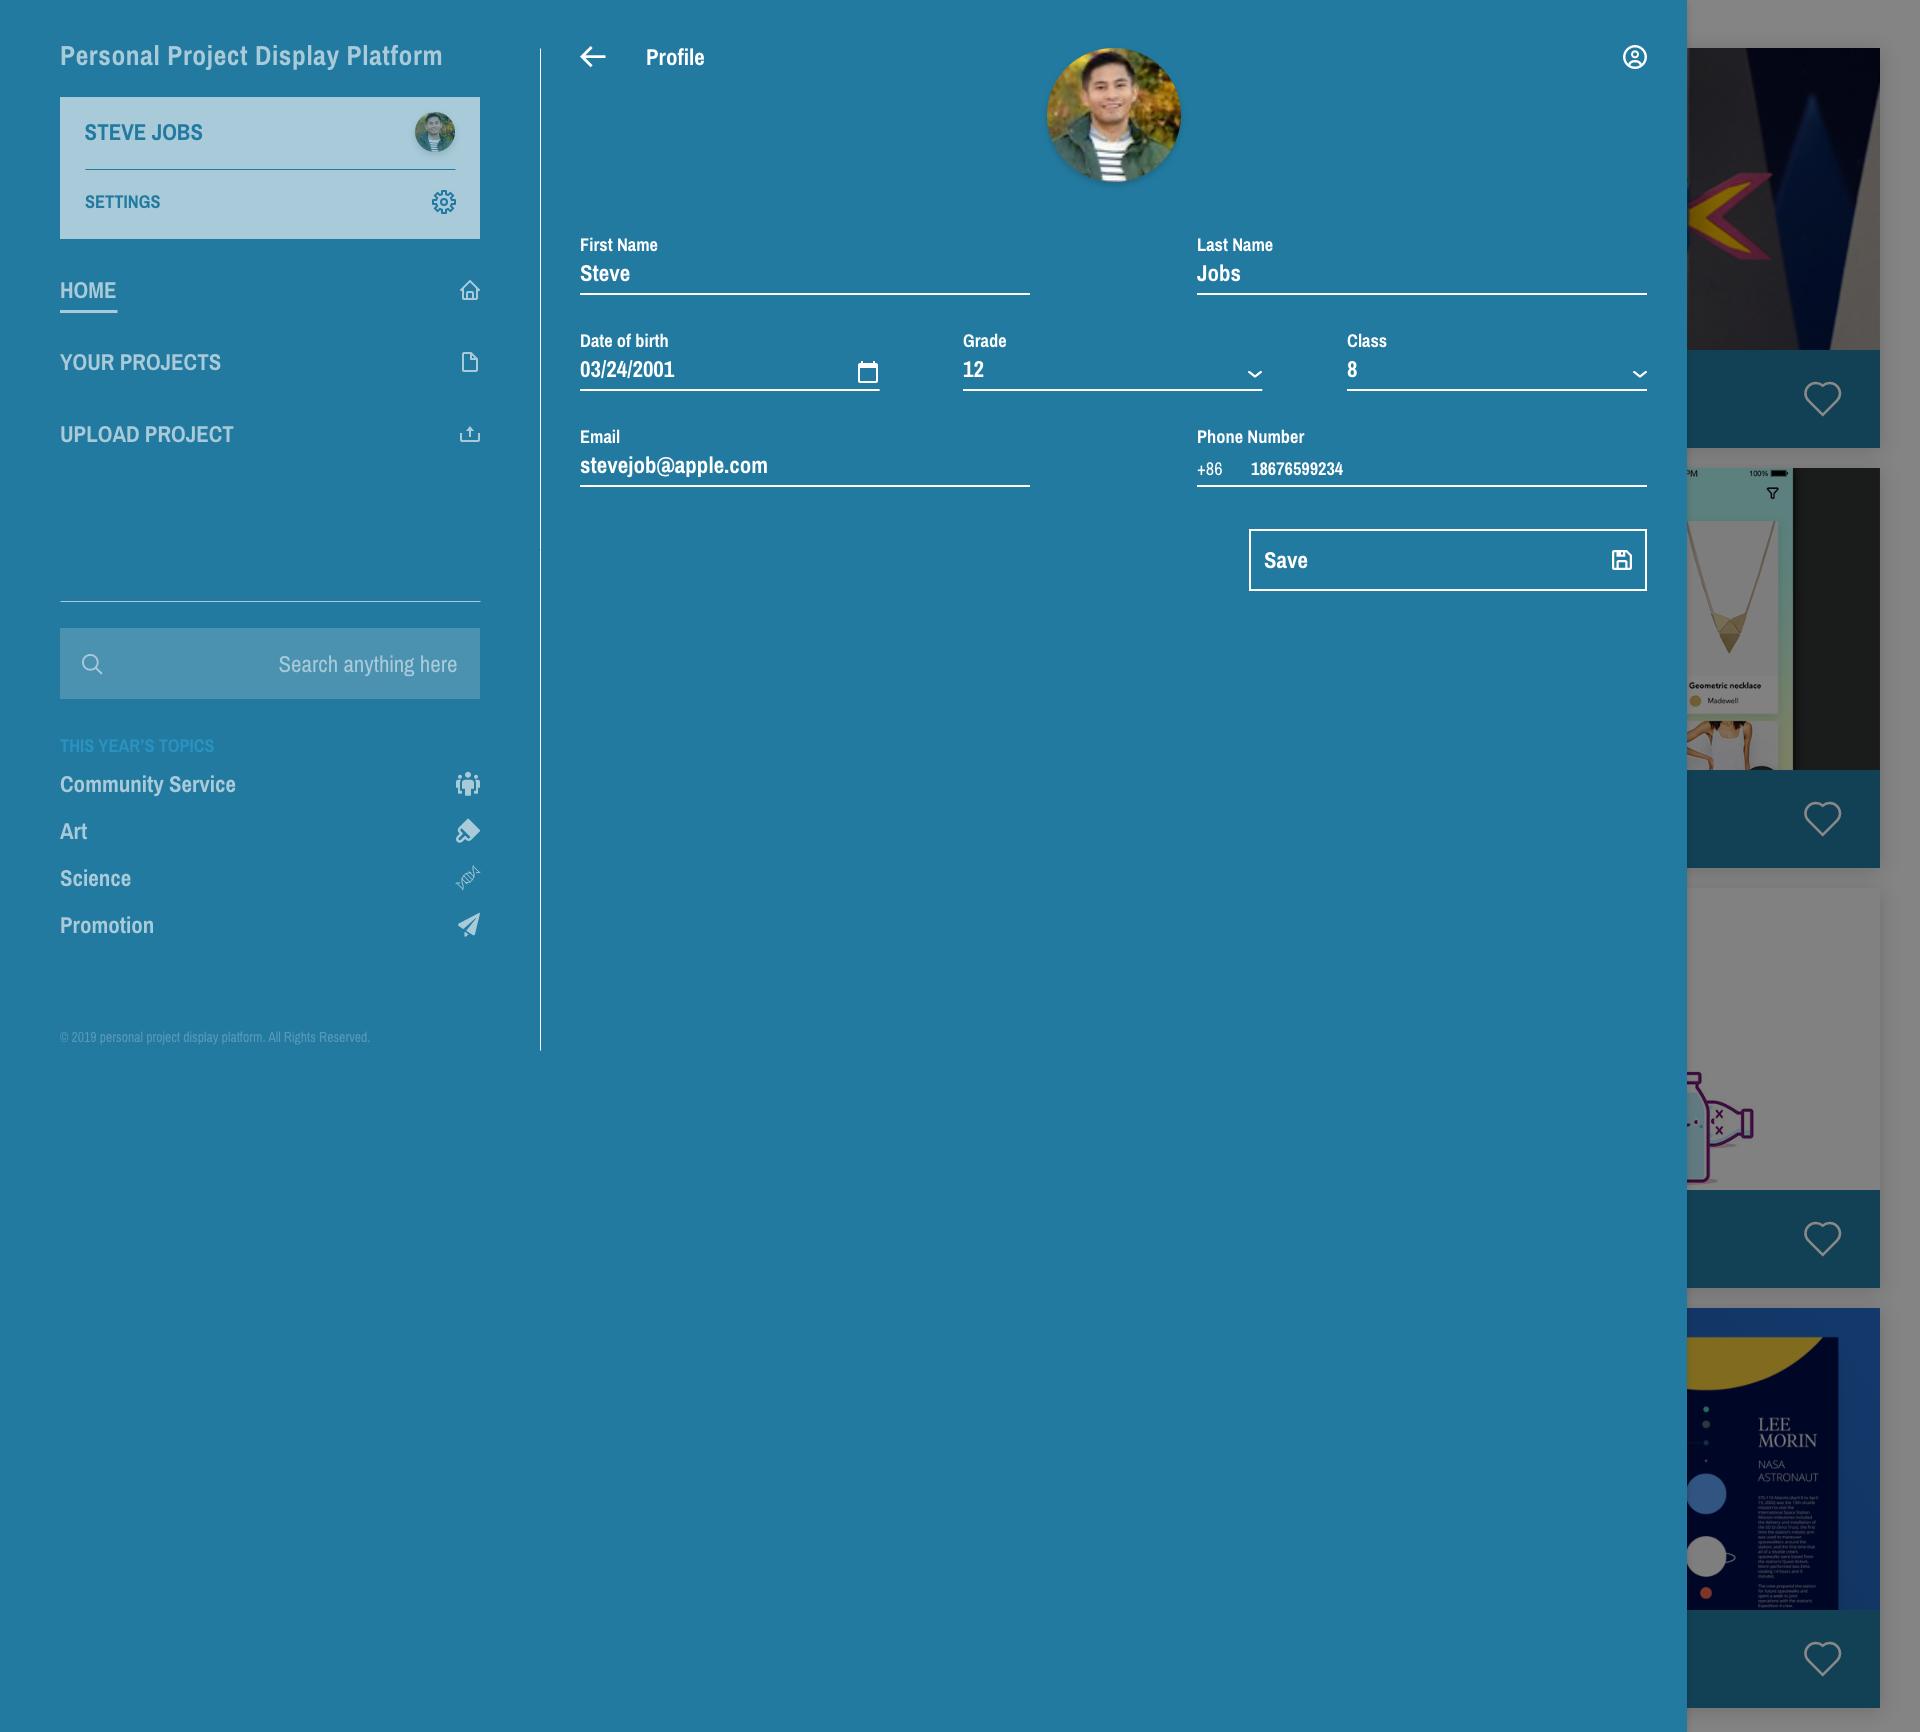 Personal Project Display Platform
STEVE JOBS
SETTINGS
HOME
YOUR PROJECTS
UPLOAD PROJECT
Search anything here
THIS YEAR'S TOPICS
Community Service
Art
Science
Promotion
© 2019 personal project display platform. All Rights Reserved.
Profile
First Name
Steve
Last Name
Jobs
Date of birth
03/24/2001
Grade
12
Class
8
Email
stevejob@apple.com
Phone Number
+86 18676599234
Save
PM 100%
Geometric necklace
Madewell
LEE
MORIN
NASA
ASTRONAUT